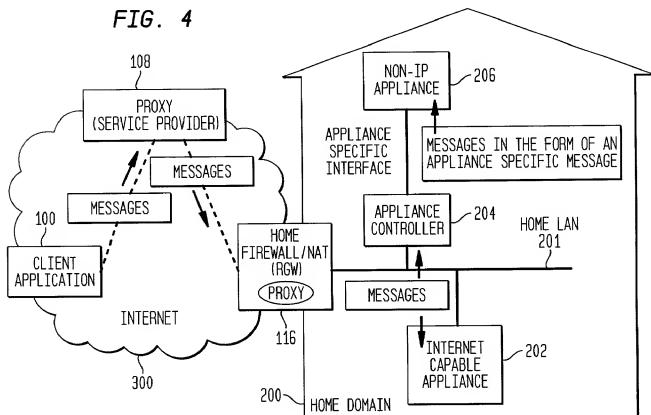 FIG. 4
108
PROXY
(SERVICE PROVIDER)
MESSAGES
MESSAGES
100
CLIENT
APPLICATION
INTERNET
300
HOME
FIREWALL/NAT
(RGW)
PROXY
116
200
HOME DOMAIN
NON-IP
APPLIANCE
206
APPLIANCE
SPECIFIC
INTERFACE
MESSAGES IN THE FORM OF AN
APPLIANCE SPECIFIC MESSAGE
APPLIANCE
CONTROLLER
204
HOME LAN
201
MESSAGES
INTERNET
CAPABLE
APPLIANCE
202